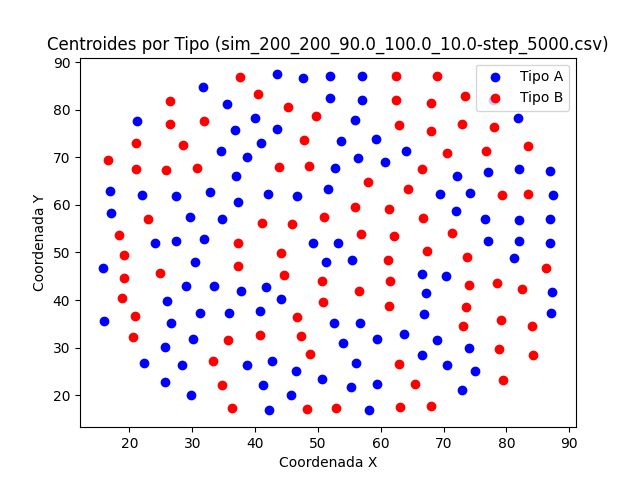 Centroides por Tipo (sim_200_200_90.0_100.0_10.0-step_5000.csv)
Tipo A
Tipo B
90
80
70
60
50
40
30
20
Coordenada Y
20 30 40 50 60 70 80 90
Coordenada X